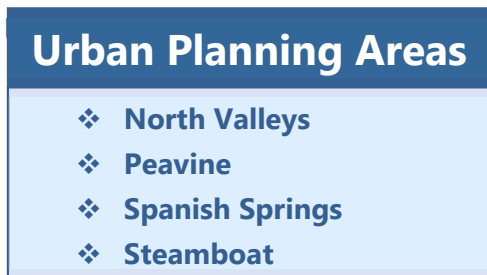 Urban Planning Areas
❖ North Valleys
❖ Peavine
❖ Spanish Springs
❖ Steamboat